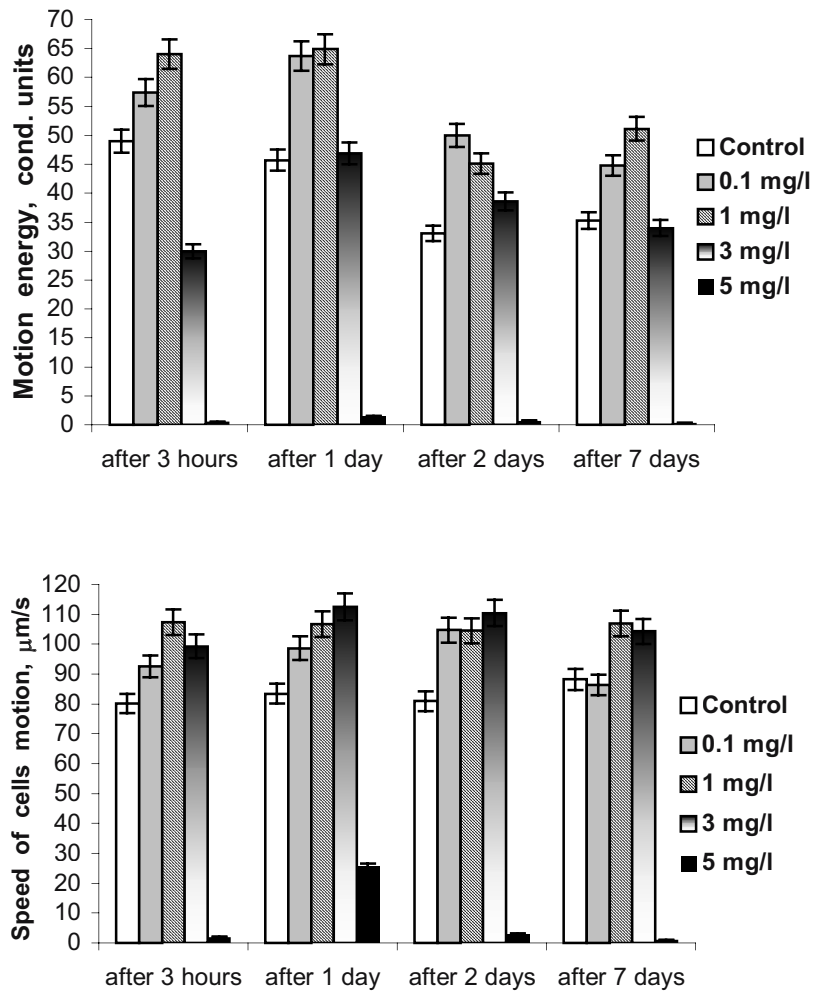 Motion energy, cond. units
70
65
60
55
50
45
40
35
30
25
20
15
10
5
0
after 3 hours after 1 day after 2 days after 7 days
Control
0.1 mg/l
1 mg/l
3 mg/l
5 mg/l
Speed of cells motion, μm/s
120
110
100
90
80
70
60
50
40
30
20
10
0
after 3 hours after 1 day after 2 days after 7 days
Control
0.1 mg/l
1 mg/l
3 mg/l
5 mg/l